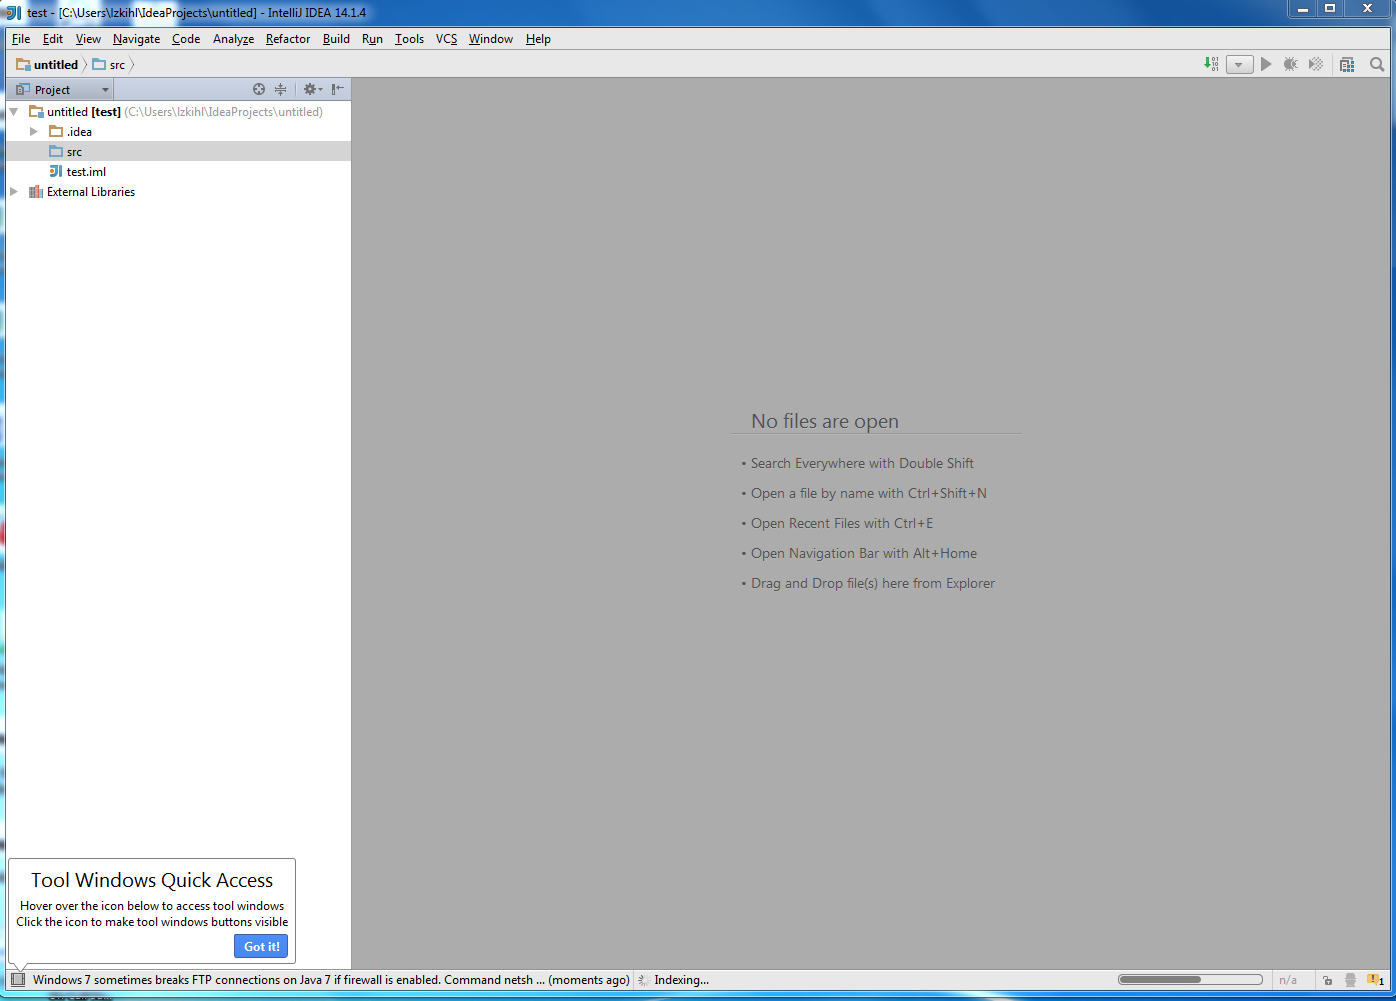 test - [C:\Users\lzkihl\IdeaProjects\untitled] - IntelliJ IDEA 14.1.4
File Edit View Navigate Code Analyze Refactor Build Run Tools VCS Window Help
untitled src
Project
untitled [test] (C:\Users\lzkihl\IdeaProjects\untitled)
.idea
src
test.iml
External Libraries
No files are open
• Search Everywhere with Double Shift
• Open a file by name with Ctrl+Shift+N
• Open Recent Files with Ctrl+E
• Open Navigation Bar with Alt+Home
• Drag and Drop file(s) here from Explorer
Tool Windows Quick Access
Hover over the icon below to access tool windows
Click the icon to make tool windows buttons visible
Got it!
Windows 7 sometimes breaks FTP connections on Java 7 if firewall is enabled. Command netsh ... (moments ago) Indexing... n/a 1